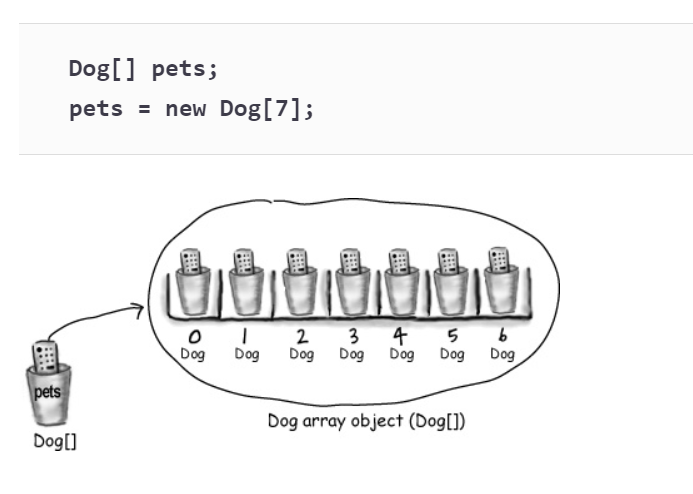 Dog[] pets;
pets = new Dog[7];
0 1 2 3 4 5 6
Dog Dog Dog Dog Dog Dog Dog
pets
Dog[]
Dog array object (Dog[])